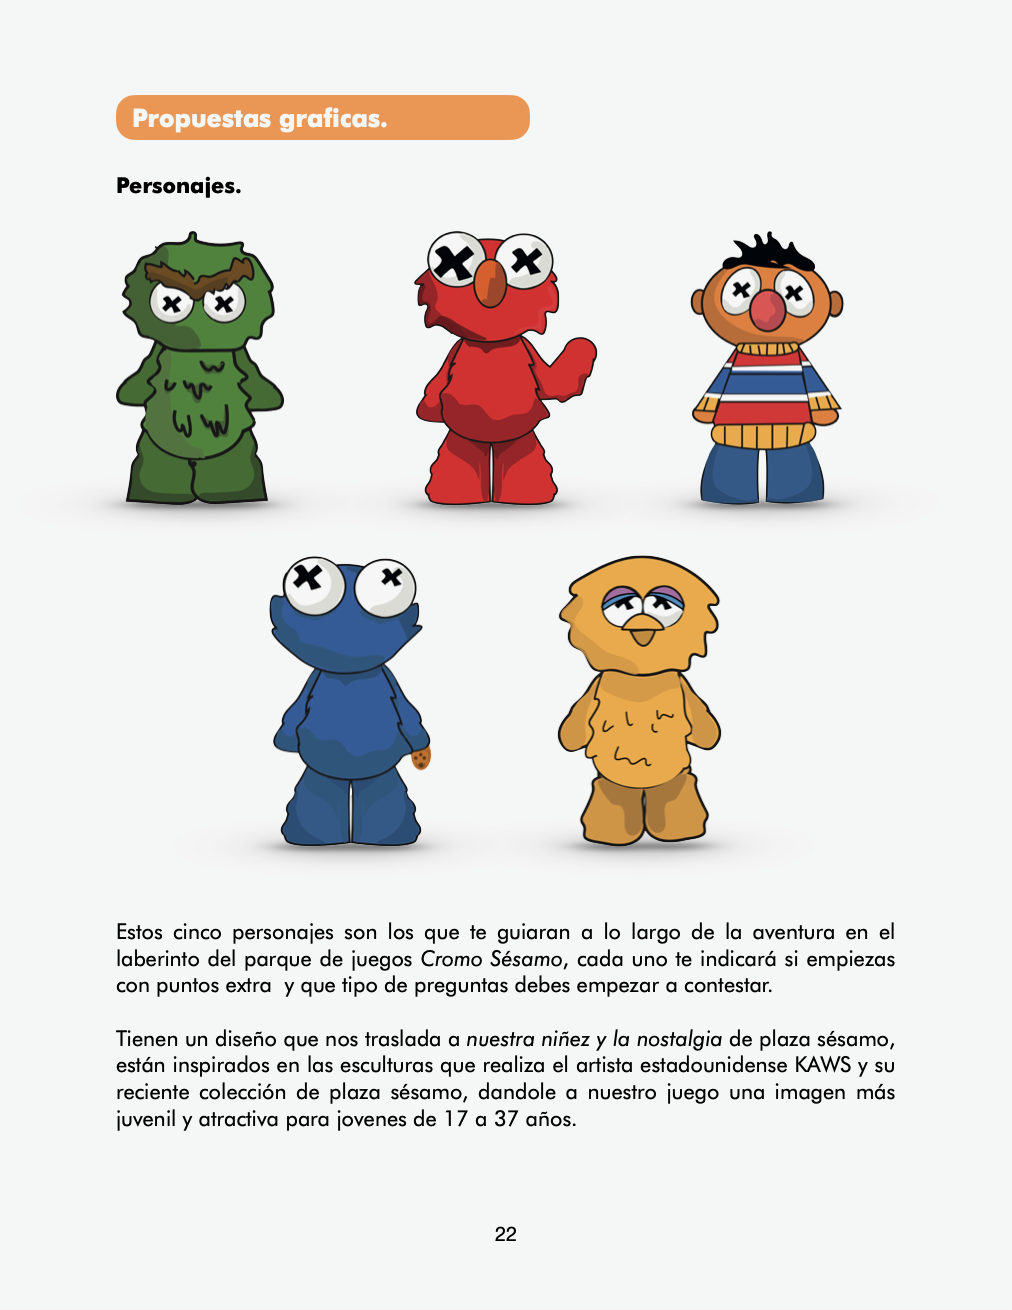 Propuestas graficas.
Personajes.
Estos cinco personajes son los que te guiaran a lo largo de la aventura en el
laberinto del parque de juegos Cromo Sésamo, cada uno te indicará si empiezas
con puntos extra  y que tipo de preguntas debes empezar a contestar.
Tienen un diseño que nos traslada a nuestra niñez y la nostalgia de plaza sésamo,
están inspirados en las esculturas que realiza el artista estadounidense KAWS y su
reciente colección de plaza sésamo, dandole a nuestro juego una imagen más
juvenil y atractiva para jovenes de 17 a 37 años.
22